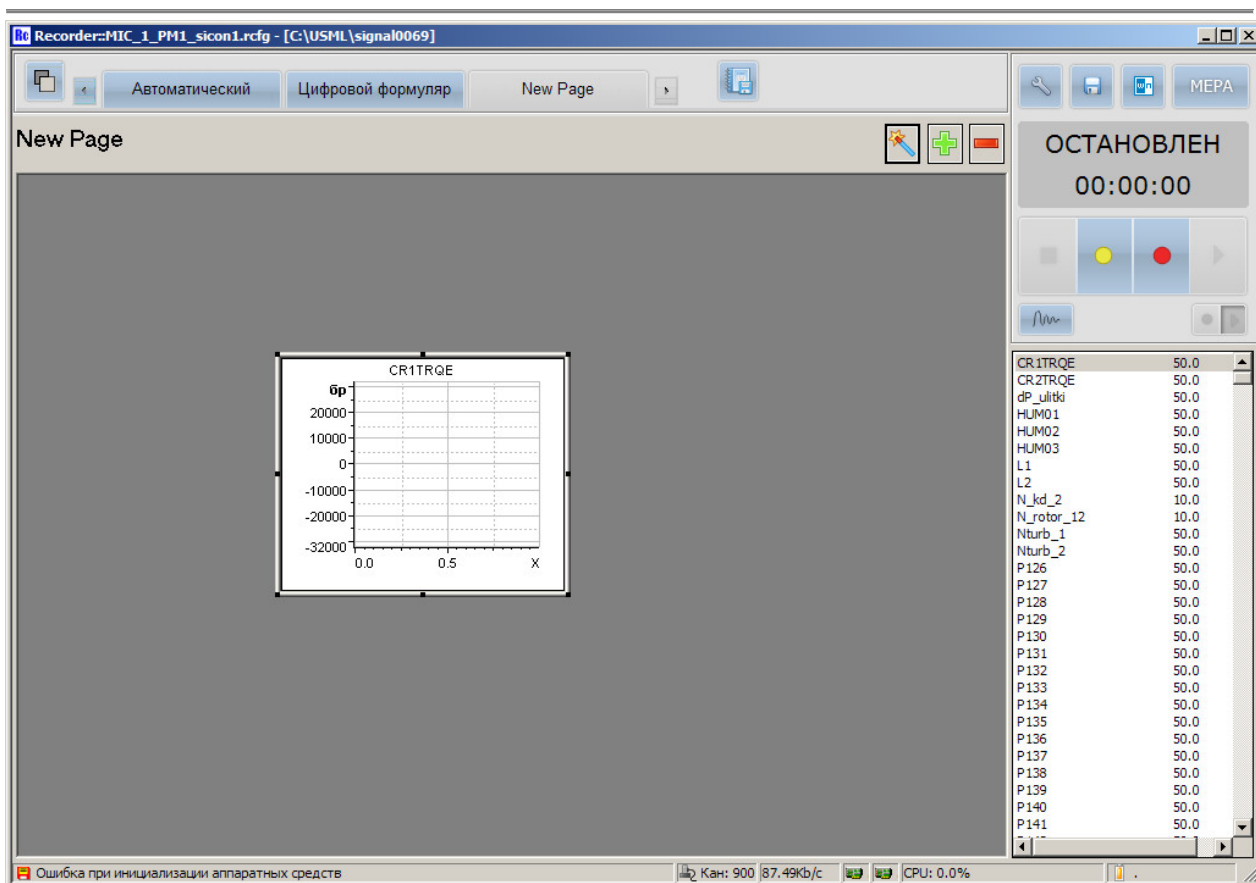 Recorder::MIC_1_PM1_sicon1.rcfg - [C:\USML\signal0069]
Автоматический Цифровой формуляр New Page
МЕРА
New Page
ОСТАНОВЛЕН
00:00:00
CR1TRQE
бр
20000
10000
0
-10000
-20000
-32000
0.0 0.5 X
CR1TRQE 50.0
CR2TRQE 50.0
dP_ulitki 50.0
HUM01 50.0
HUM02 50.0
HUM03 50.0
L1 50.0
L2 50.0
N_kd_2 10.0
N_rotor_12 10.0
Nturb_1 50.0
Nturb_2 50.0
P126 50.0
P127 50.0
P128 50.0
P129 50.0
P130 50.0
P131 50.0
P132 50.0
P133 50.0
P134 50.0
P135 50.0
P136 50.0
P137 50.0
P138 50.0
P139 50.0
P140 50.0
P141 50.0
Ошибка при инициализации аппаратных средств Кан: 900 87.49Kb/c CPU: 0.0% .